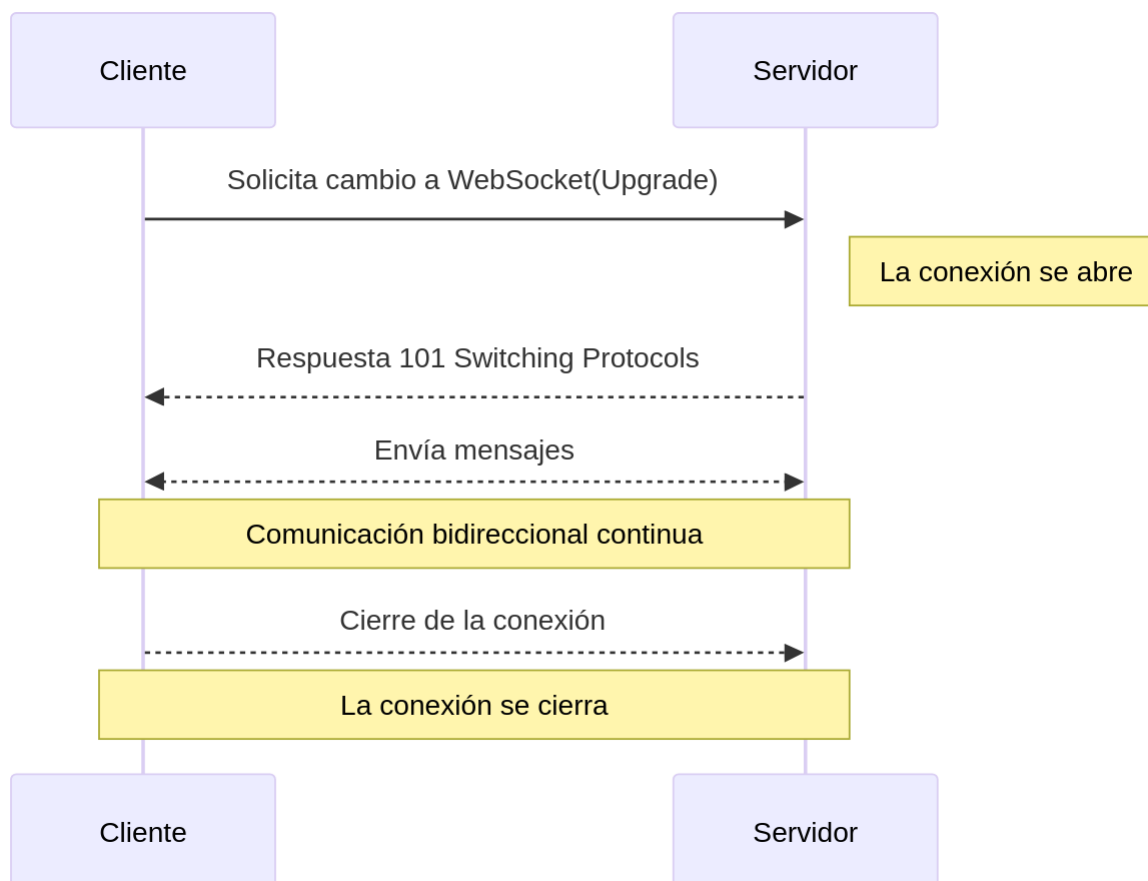 Cliente
Servidor
Solicita cambio a WebSocket(Upgrade)
La conexión se abre
Respuesta 101 Switching Protocols
Envía mensajes
Comunicación bidireccional continua
Cierre de la conexión
La conexión se cierra
Cliente
Servidor